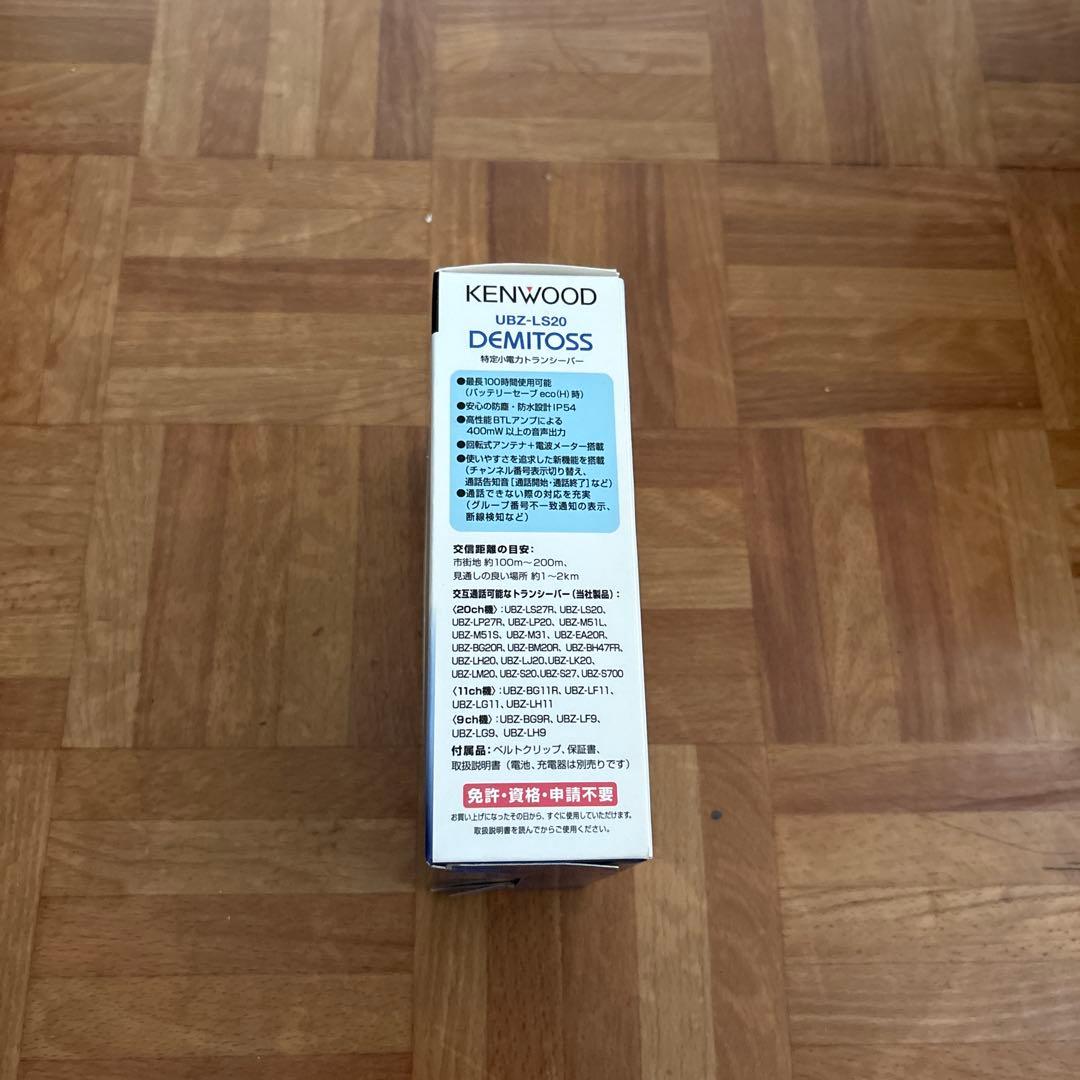 KENWOOD
UBZ-LS20
DEMITOSS
特定小電力トランシーバー
●最長100時間使用可能
(バッテリーセーブ eco(H) 時)
●安心の防塵・防水設計IP54
●高性能BTLアンプによる
400mW以上の音声出力
●回転式アンテナ+電波メーター搭載
●使いやすさを追求した新機能を搭載
(チャンネル番号表示切り替え、
通話告知音[通話開始・通話終了]など)
●通話できない際の対応を充実
(グループ番号不一致通知の表示、
断線検知など)
交信距離の目安:
市街地 約100m〜200m、
見通しの良い場所 約1〜2km
交互通話可能なトランシーバー(当社製品):
〈20ch機〉:UBZ-LS27R、UBZ-LS20、
UBZ-LP27R、UBZ-LP20、UBZ-M51L、
UBZ-M51S、UBZ-M31、UBZ-EA20R、
UBZ-BG20R、UBZ-BM20R、UBZ-BH47FR、
UBZ-LH20、UBZ-LJ20、UBZ-LK20、
UBZ-LM20、UBZ-S20、UBZ-S27、UBZ-S700
〈11ch機〉:UBZ-BG11R、UBZ-LF11、
UBZ-LG11、UBZ-LH11
〈9ch機〉:UBZ-BG9R、UBZ-LF9、
UBZ-LG9、UBZ-LH9
付属品:ベルトクリップ、保証書、
取扱説明書(電池、充電器は別売りです)
免許・資格・申請不要
お買い上げになったその日から、すぐに使用していただけます。
取扱説明書を読んでからご使用ください。